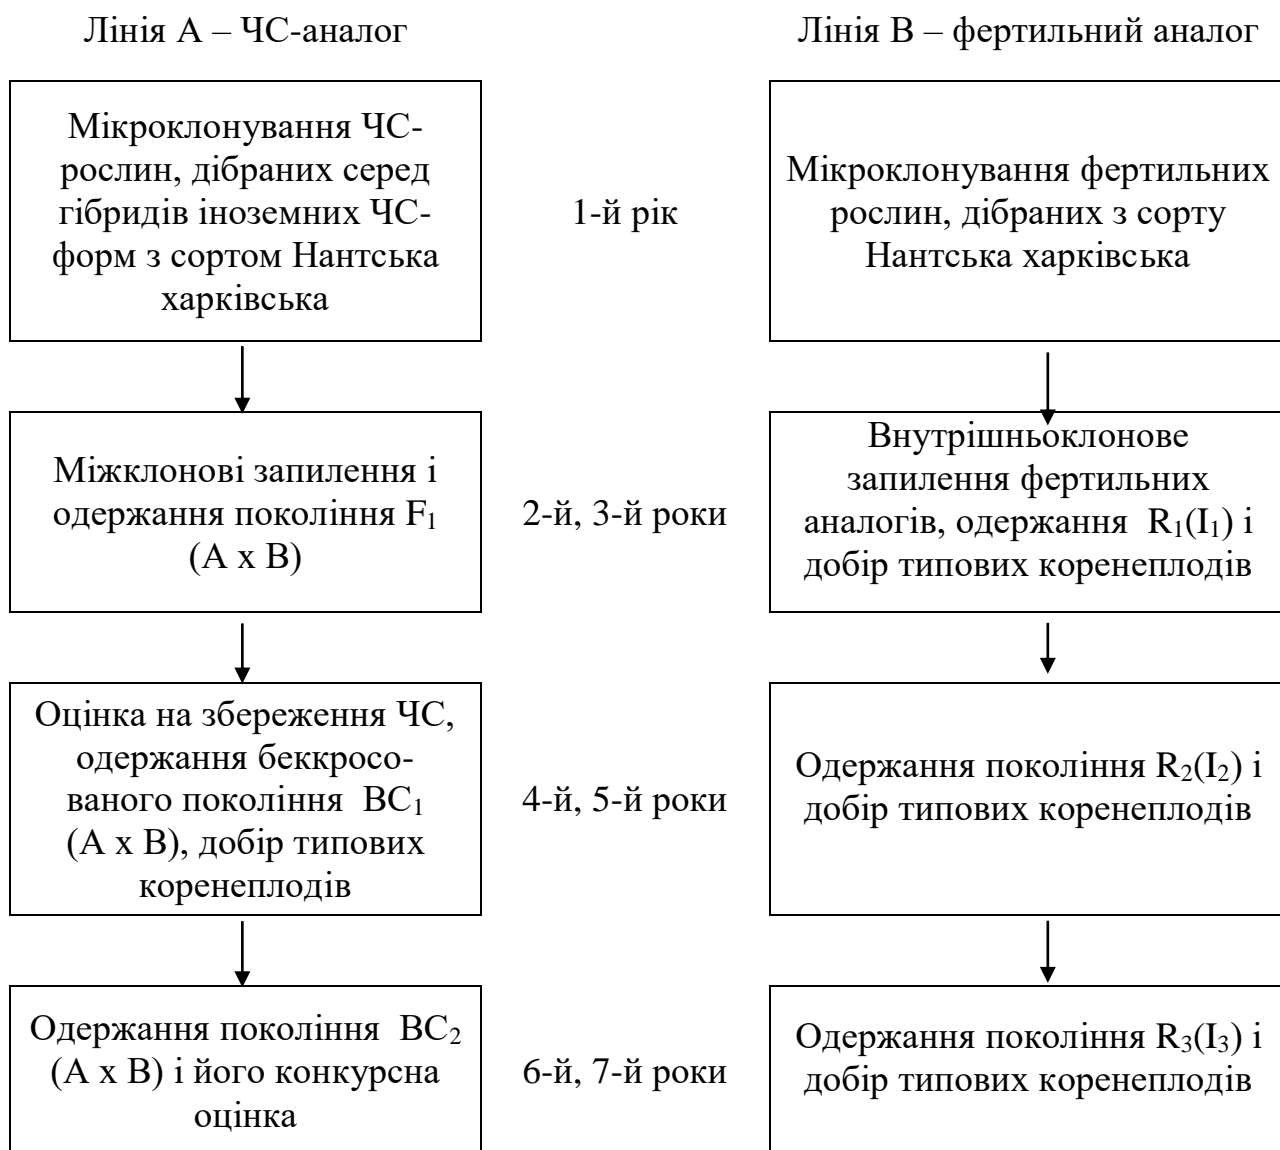 Лінія А – ЧС-аналог
Лінія В – фертильний аналог
Мікроклонування ЧС-
рослин, дібраних серед
гібридів іноземних ЧС-
форм з сортом Нантська
харківська
1-й рік
Мікроклонування фертильних
рослин, дібраних з сорту
Нантська харківська
Міжклонові запилення і
одержання покоління F₁
(А х В)
2-й, 3-й роки
Внутрішньоклонове
запилення фертильних
аналогів, одержання R₁(I₁) і
добір типових коренеплодів
Оцінка на збереження ЧС,
одержання беккросо-
ваного покоління ВС₁
(А х В), добір типових
коренеплодів
4-й, 5-й роки
Одержання покоління R₂(I₂) і
добір типових коренеплодів
Одержання покоління ВС₂
(А х В) і його конкурсна
оцінка
6-й, 7-й роки
Одержання покоління R₃(I₃) і
добір типових коренеплодів